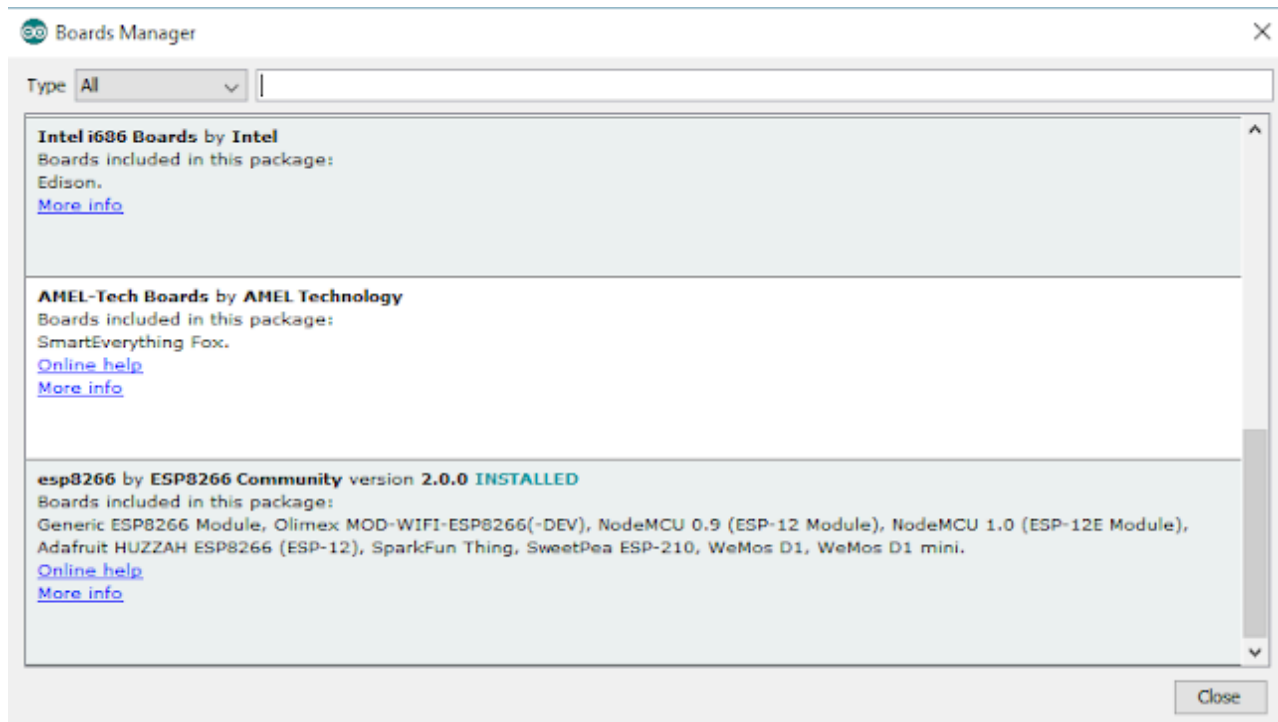 Boards Manager
Type All
Intel i686 Boards by Intel
Boards included in this package:
Edison.
More info
AMEL-Tech Boards by AMEL Technology
Boards included in this package:
SmartEverything Fox.
Online help
More info
esp8266 by ESP8266 Community version 2.0.0 INSTALLED
Boards included in this package:
Generic ESP8266 Module, Olimex MOD-WIFI-ESP8266(-DEV), NodeMCU 0.9 (ESP-12 Module), NodeMCU 1.0 (ESP-12E Module),
Adafruit HUZZAH ESP8266 (ESP-12), SparkFun Thing, SweetPea ESP-210, WeMos D1, WeMos D1 mini.
Online help
More info
Close